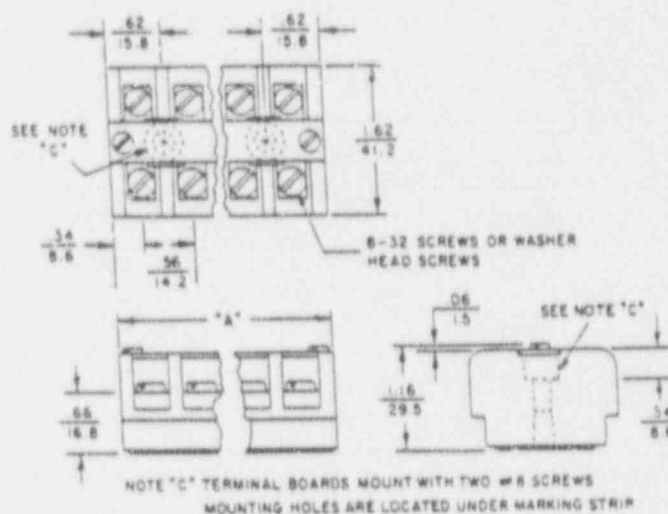 .62
15.8
.62
15.8
SEE NOTE
"C"
1.62
41.2
.34
8.6
.56
14.2
6-32 SCREWS OR WASHER
HEAD SCREWS
"A"
.06
1.5
SEE NOTE "C"
.66
16.8
1.16
29.5
8.6
NOTE "C" TERMINAL BOARDS MOUNT WITH TWO #6 SCREWS
MOUNTING HOLES ARE LOCATED UNDER MARKING STRIP